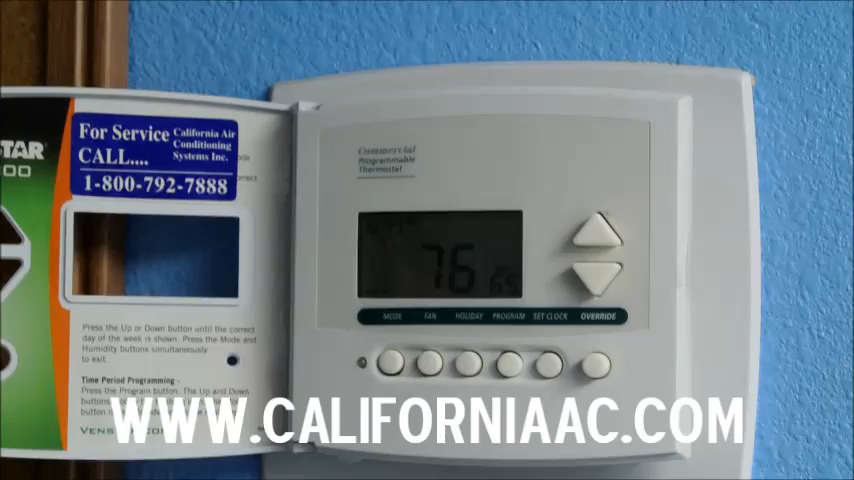 STAR
00
For Service California Air
Conditioning
CALL.... Systems Inc.
1-800-792-7888
Commercial
Programmable
Thermostat
76
MODE FAN HOLIDAY PROGRAM SET CLOCK OVERRIDE
Press the Up or Down button until the correct
day of the week is shown. Press the Mode and
Humidity buttons simultaneously
to exit.
Time Period Programming -
Press the Program button. The Up and Down
WWW.CALIFORNIAAC.COM